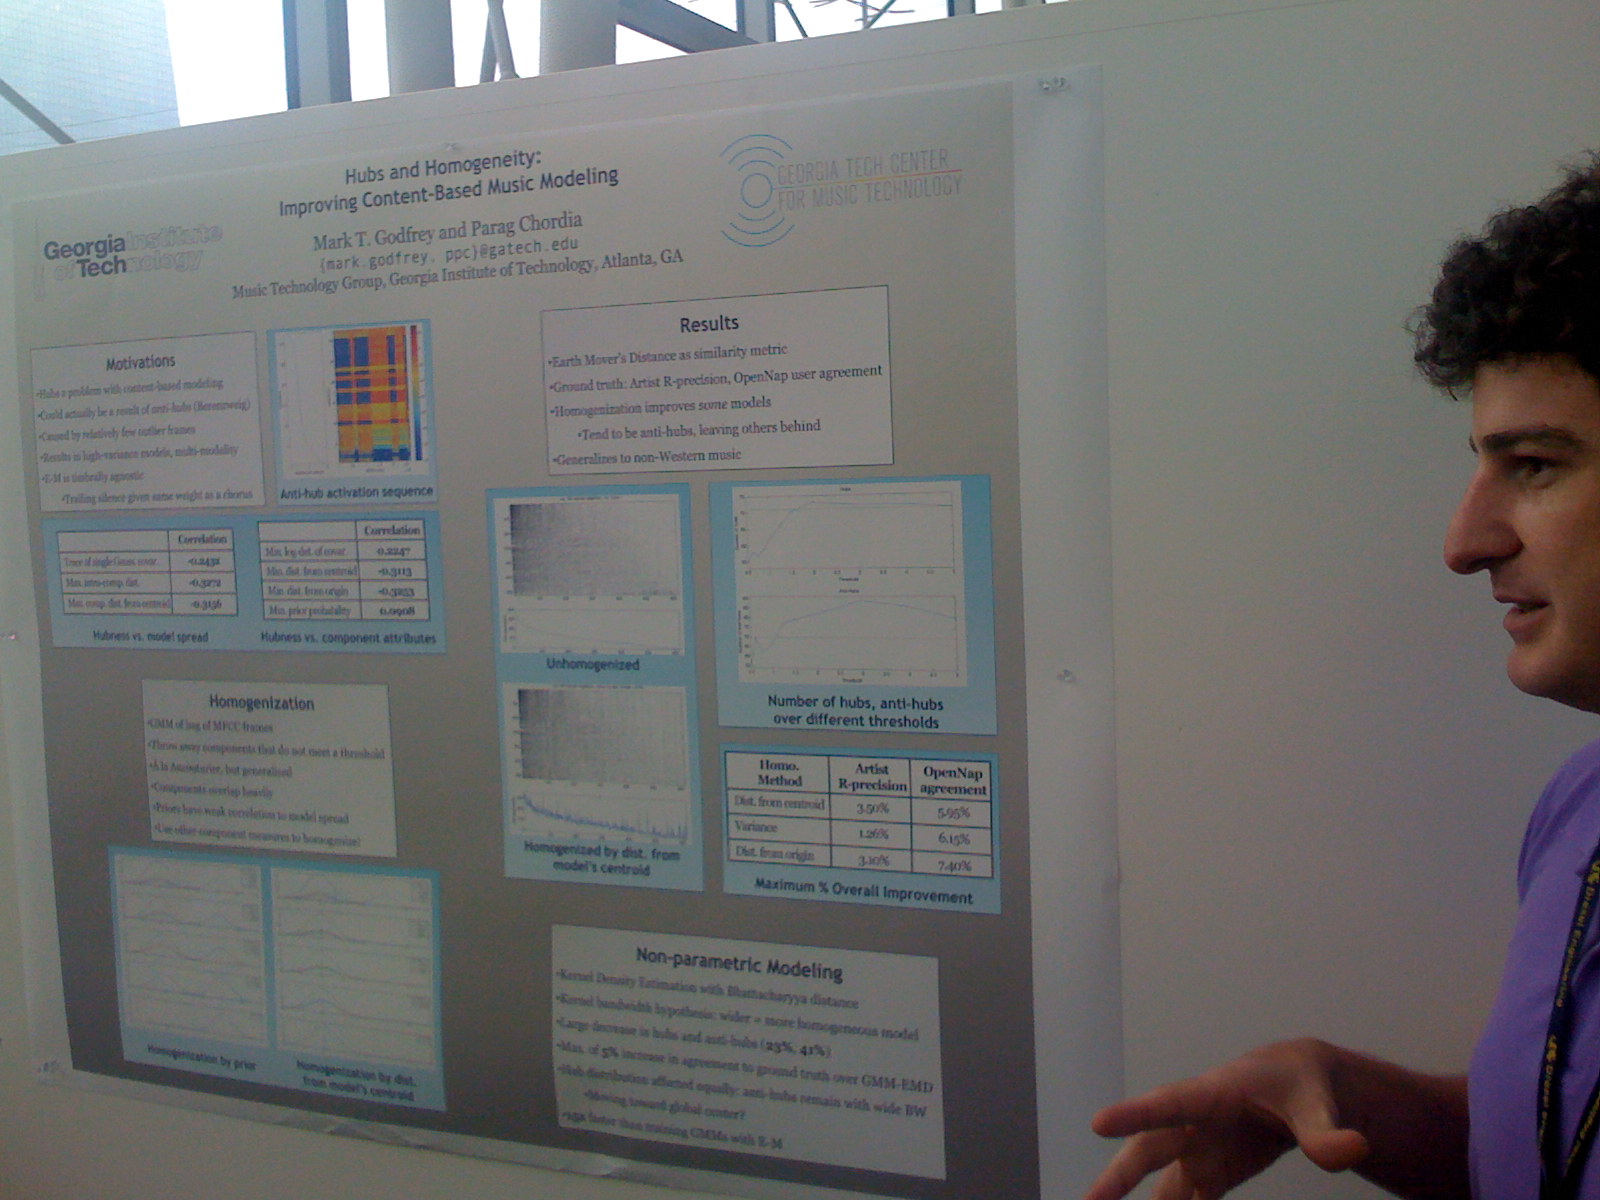 Hubs and Homogeneity:
Improving Content-Based Music Modeling
Mark T. Godfrey and Parag Chordia
{mark.godfrey, ppc}@gatech.edu
Music Technology Group, Georgia Institute of Technology, Atlanta, GA
Georgia Institute
of Technology
GEORGIA TECH CENTER
FOR MUSIC TECHNOLOGY
Motivations
•Hubs a problem with content-based modeling
•Could actually be a result of anti-hubs (Berenzweig)
•Caused by relatively few outlier frames
•Results in high-variance models, multi-modality
•E-M is timbrally agnostic
•Trailing silence given same weight as a chorus
Anti-hub activation sequence
Correlation
Trace of single Gauss. covar. -0.2432
Max. intra-comp. dist. -0.3272
Max. comp. dist. from centroid -0.3156
Hubness vs. model spread
Correlation
Min. log det. of covar. 0.2247
Min. dist. from centroid -0.3113
Min. dist. from origin -0.3253
Min. prior probability 0.0908
Hubness vs. component attributes
Homogenization
•GMM of bag of MFCC frames
•Throw away components that do not meet a threshold
•À la Aucouturier, but generalized
•Components overlap heavily
•Priors have weak correlation to model spread
•Use other component measures to homogenize!
Homogenization by prior
Homogenization by dist.
from model's centroid
Results
•Earth Mover's Distance as similarity metric
•Ground truth: Artist R-precision, OpenNap user agreement
•Homogenization improves some models
•Tend to be anti-hubs, leaving others behind
•Generalizes to non-Western music
Unhomogenized
Homogenized by dist. from
model's centroid
Number of hubs, anti-hubs
over different thresholds
Homo. Method Artist R-precision OpenNap agreement
Dist. from centroid 3.50% 5.95%
Variance 1.26% 6.15%
Dist. from origin 3.10% 7.40%
Maximum % Overall Improvement
Non-parametric Modeling
•Kernel Density Estimation with Bhattacharyya distance
•Kernel bandwidth hypothesis: wider = more homogeneous model
•Large decrease in hubs and anti-hubs (23%, 41%)
•Max. of 5% increase in agreement to ground truth over GMM-EMD
•Hub distribution affected equally: anti-hubs remain with wide BW
•Moving toward global center?
faster than training GMMs with E-M
Drexel Engineering